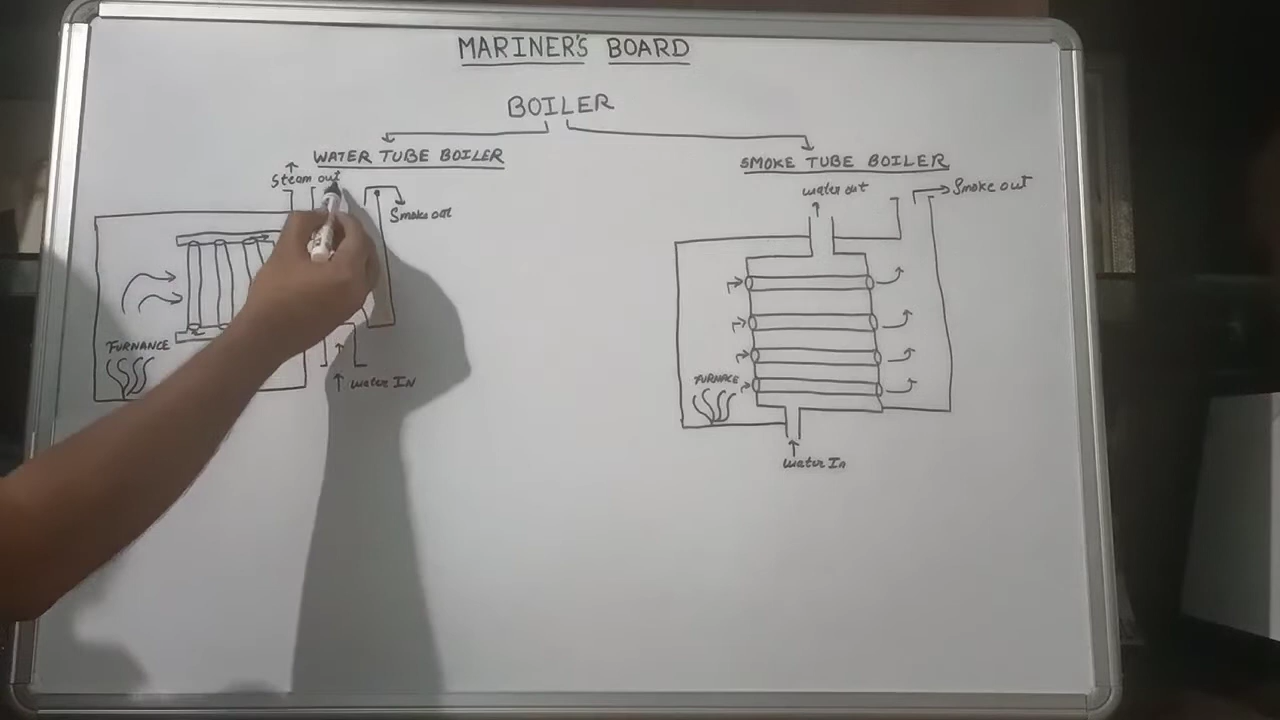 MARINER'S BOARD
BOILER
WATER TUBE BOILER
Steam out
Smoke out
FURNANCE
water IN
SMOKE TUBE BOILER
water out
Smoke out
FURNACE
water In